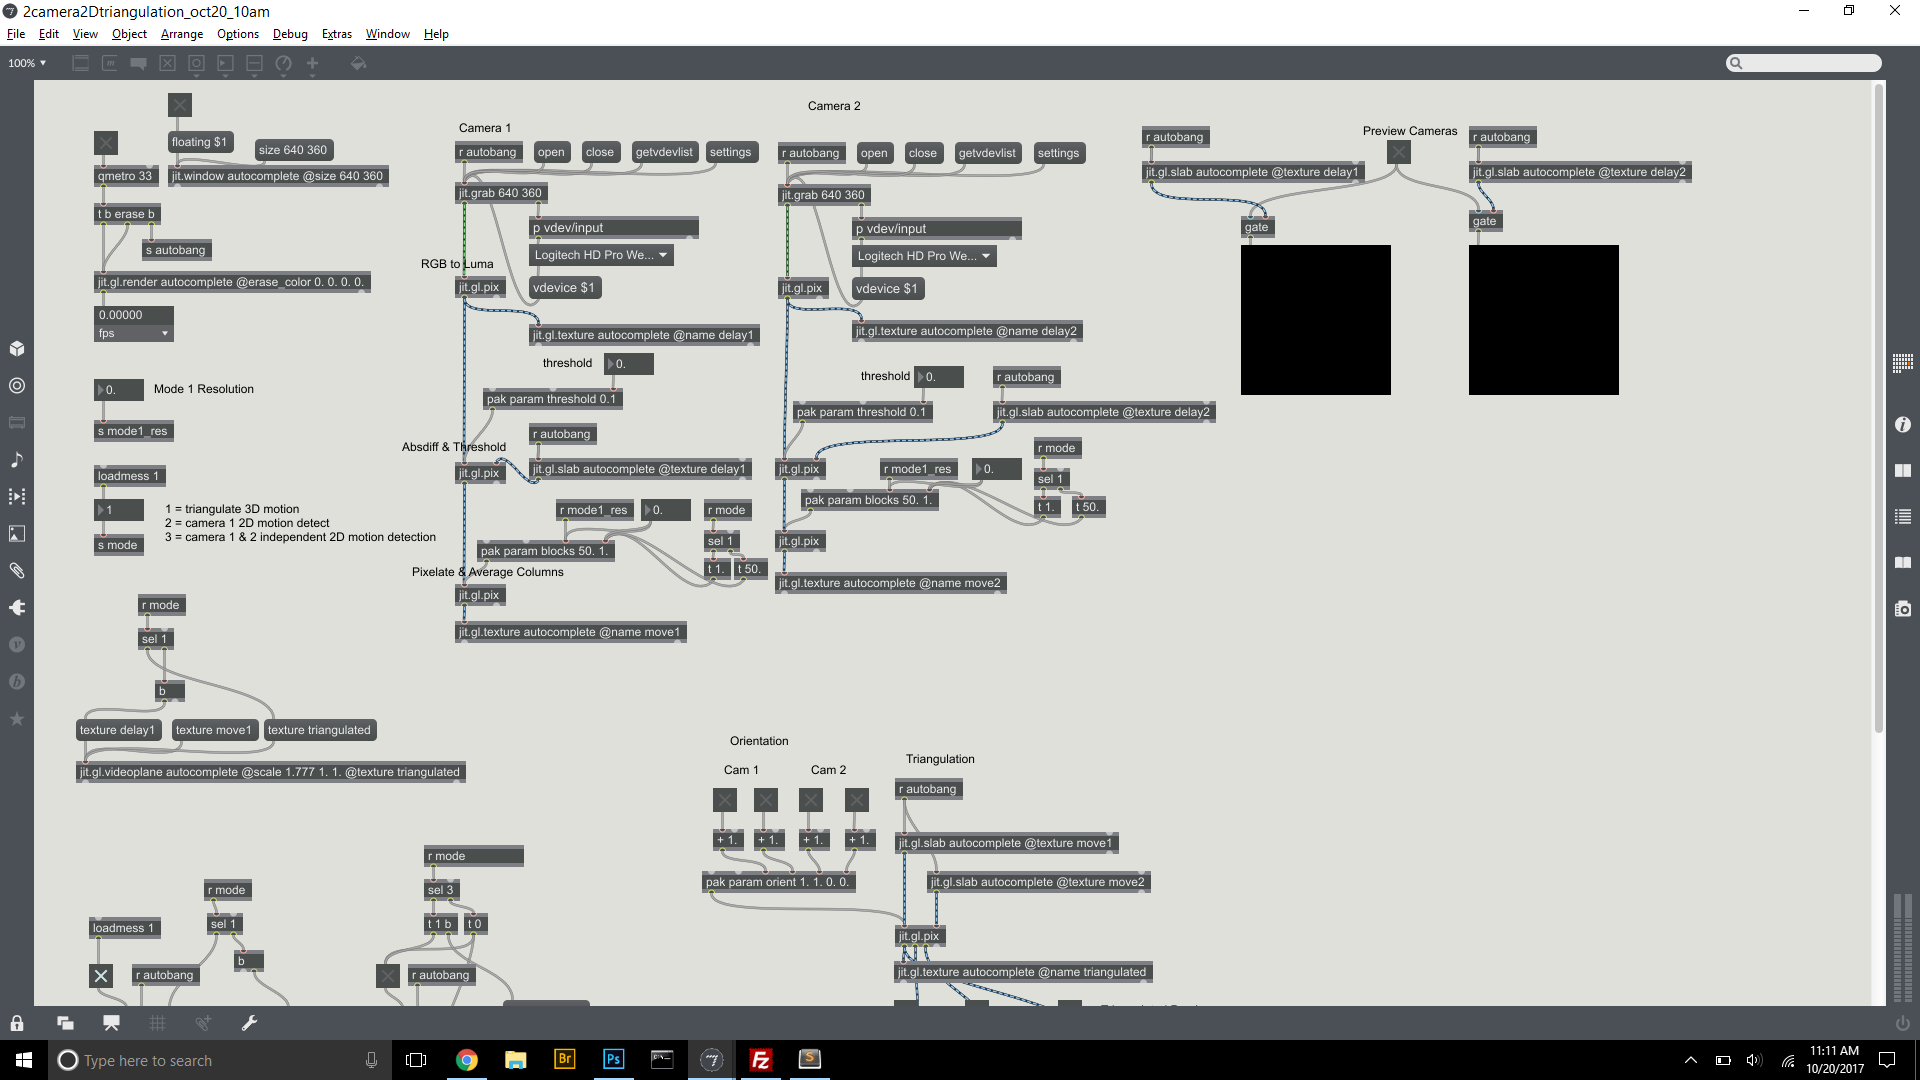 2camera2Dtriangulation_oct20_10am
File Edit View Object Arrange Options Debug Extras Window Help
100%
Camera 2
Camera 1
floating $1
size 640 360
qmetro 33
jit.window autocomplete @size 640 360
t b erase b
s autobang
jit.gl.render autocomplete @erase_color 0. 0. 0. 0.
0.00000
fps
0.
Mode 1 Resolution
s mode1_res
loadmess 1
1
s mode
1 = triangulate 3D motion
2 = camera 1 2D motion detect
3 = camera 1 & 2 independent 2D motion detection
r mode
sel 1
b
texture delay1
texture move1
texture triangulated
jit.gl.videoplane autocomplete @scale 1.777 1. 1. @texture triangulated
r autobang
open
close
getvdevlist
settings
jit.grab 640 360
p vdev/input
Logitech HD Pro We...
RGB to Luma
jit.gl.pix
vdevice $1
jit.gl.texture autocomplete @name delay1
threshold
0.
pak param threshold 0.1
r autobang
Absdiff & Threshold
jit.gl.pix
jit.gl.slab autocomplete @texture delay1
r mode1_res
0.
r mode
sel 1
pak param blocks 50. 1.
t 1.
t 50.
Pixelate & Average Columns
jit.gl.pix
jit.gl.texture autocomplete @name move1
r autobang
open
close
getvdevlist
settings
jit.grab 640 360
p vdev/input
Logitech HD Pro We...
jit.gl.pix
vdevice $1
jit.gl.texture autocomplete @name delay2
threshold
0.
r autobang
pak param threshold 0.1
jit.gl.slab autocomplete @texture delay2
r mode
jit.gl.pix
r mode1_res
0.
sel 1
pak param blocks 50. 1.
t 1.
t 50.
jit.gl.pix
jit.gl.texture autocomplete @name move2
r autobang
Preview Cameras
r autobang
jit.gl.slab autocomplete @texture delay1
jit.gl.slab autocomplete @texture delay2
gate
gate
Orientation
Cam 1
Cam 2
+ 1.
+ 1.
+ 1.
+ 1.
pak param orient 1. 1. 0. 0.
Triangulation
r autobang
jit.gl.slab autocomplete @texture move1
jit.gl.slab autocomplete @texture move2
jit.gl.pix
jit.gl.texture autocomplete @name triangulated
r mode
sel 1
loadmess 1
b
r autobang
r mode
sel 3
t 1 b
t 0
r autobang
Type here to search
Br
Ps
Fz
S
11:11 AM
10/20/2017